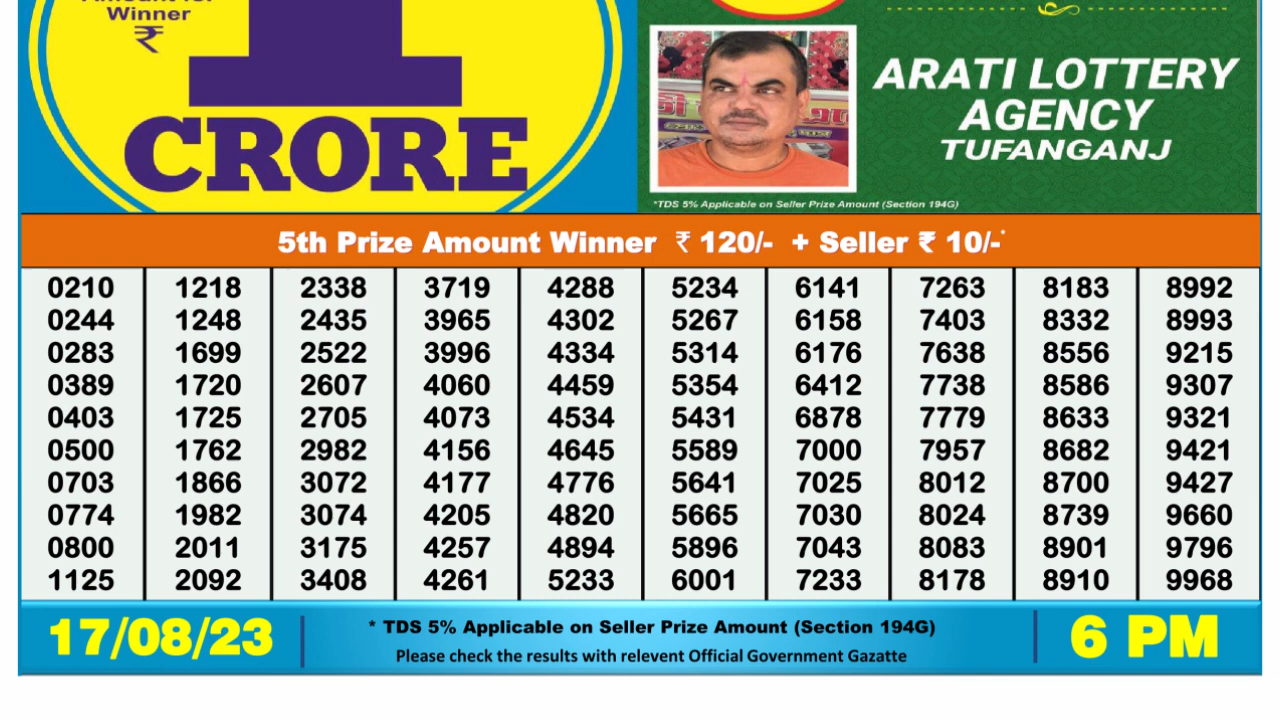 Winner
₹
1
CRORE
ARATI LOTTERY
AGENCY
TUFANGANJ
*TDS 5% Applicable on Seller Prize Amount (Section 194G)
5th Prize Amount Winner ₹ 120/- + Seller ₹ 10/-*
0210 1218 2338 3719 4288 5234 6141 7263 8183 8992
0244 1248 2435 3965 4302 5267 6158 7403 8332 8993
0283 1699 2522 3996 4334 5314 6176 7638 8556 9215
0389 1720 2607 4060 4459 5354 6412 7738 8586 9307
0403 1725 2705 4073 4534 5431 6878 7779 8633 9321
0500 1762 2982 4156 4645 5589 7000 7957 8682 9421
0703 1866 3072 4177 4776 5641 7025 8012 8700 9427
0774 1982 3074 4205 4820 5665 7030 8024 8739 9660
0800 2011 3175 4257 4894 5896 7043 8083 8901 9796
1125 2092 3408 4261 5233 6001 7233 8178 8910 9968
17/08/23
* TDS 5% Applicable on Seller Prize Amount (Section 194G)
Please check the results with relevent Official Government Gazatte
6 PM